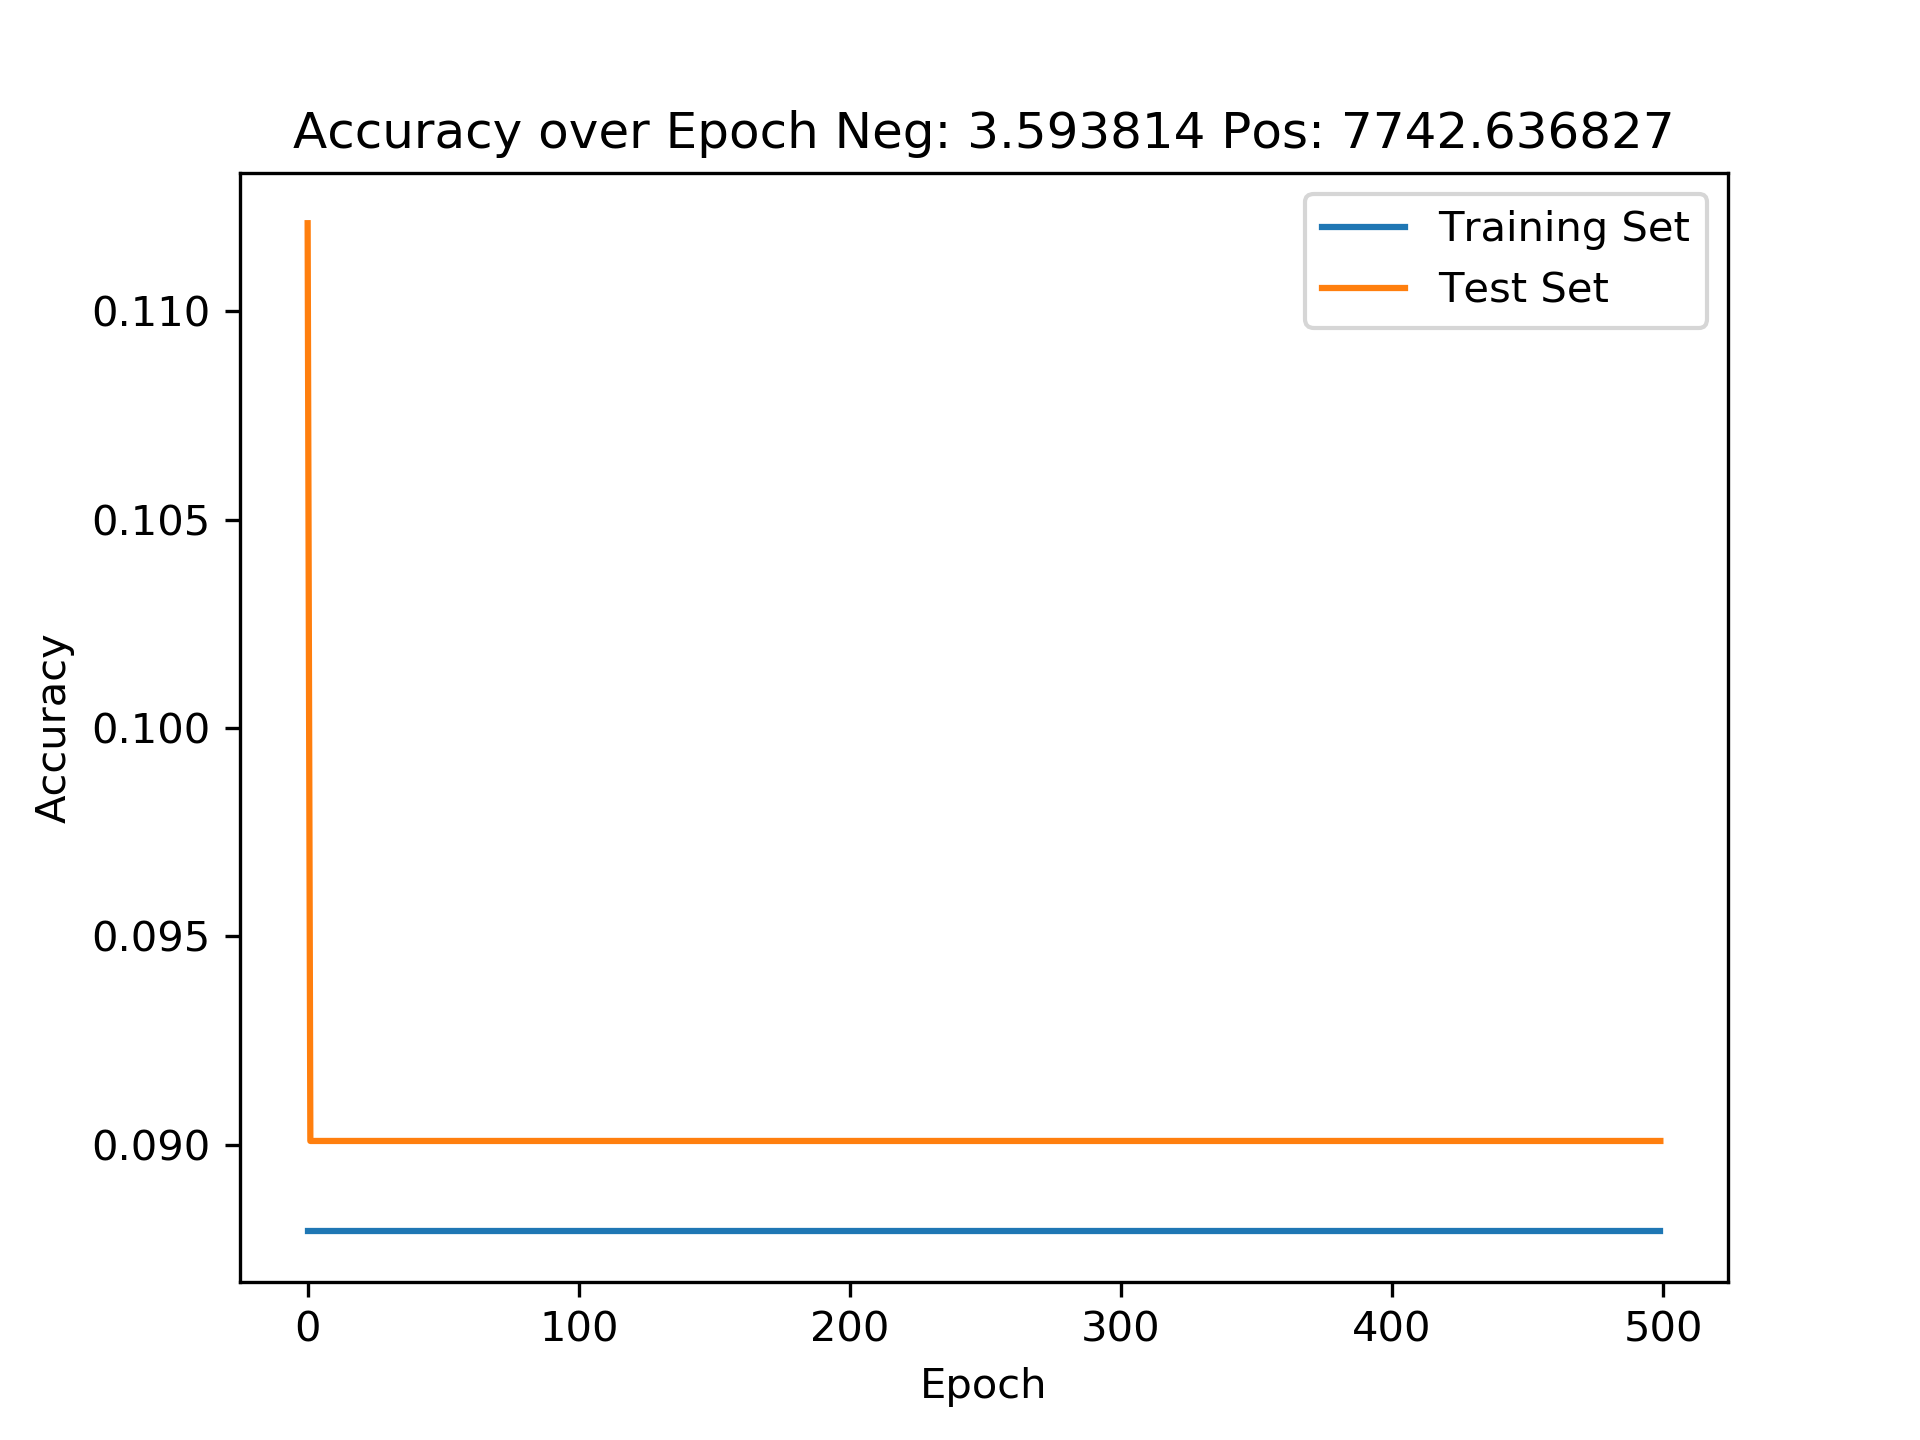 Accuracy over Epoch Neg: 3.593814 Pos: 7742.636827
Training Set
Test Set
0.110
0.105
0.100
0.095
0.090
Accuracy
0 100 200 300 400 500
Epoch